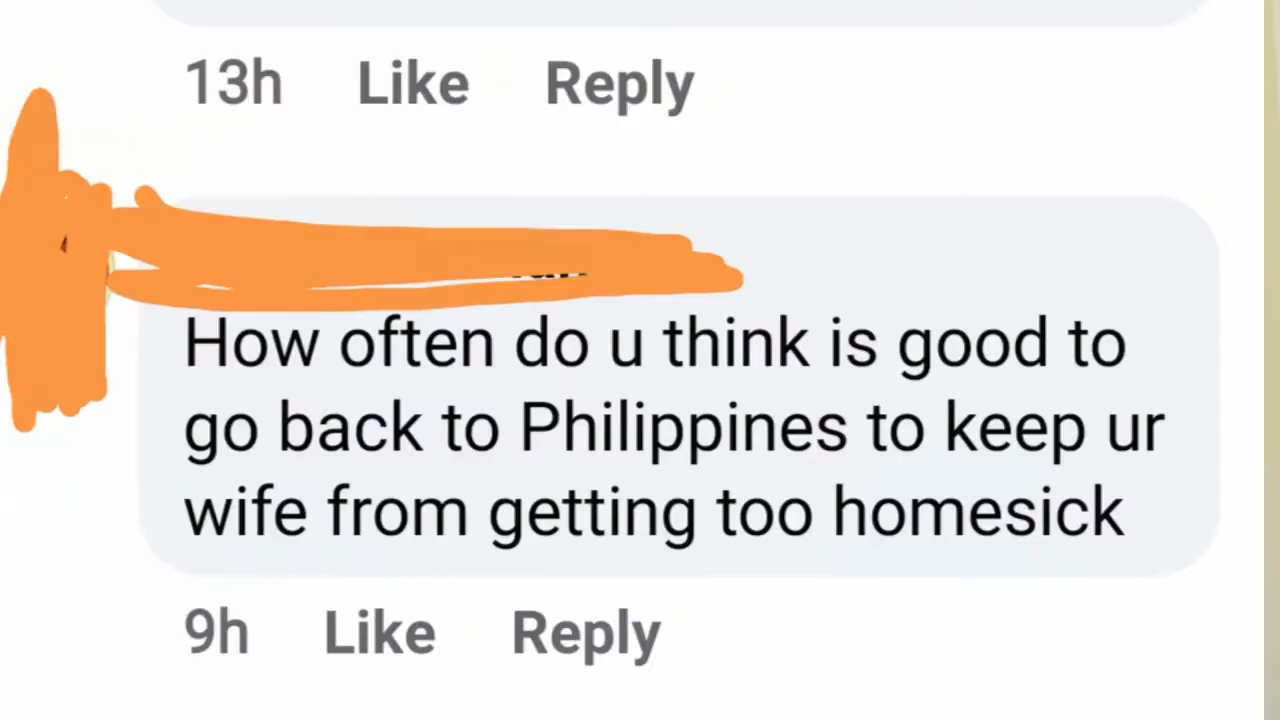 13h Like Reply
How often do u think is good to
go back to Philippines to keep ur
wife from getting too homesick
9h Like Reply